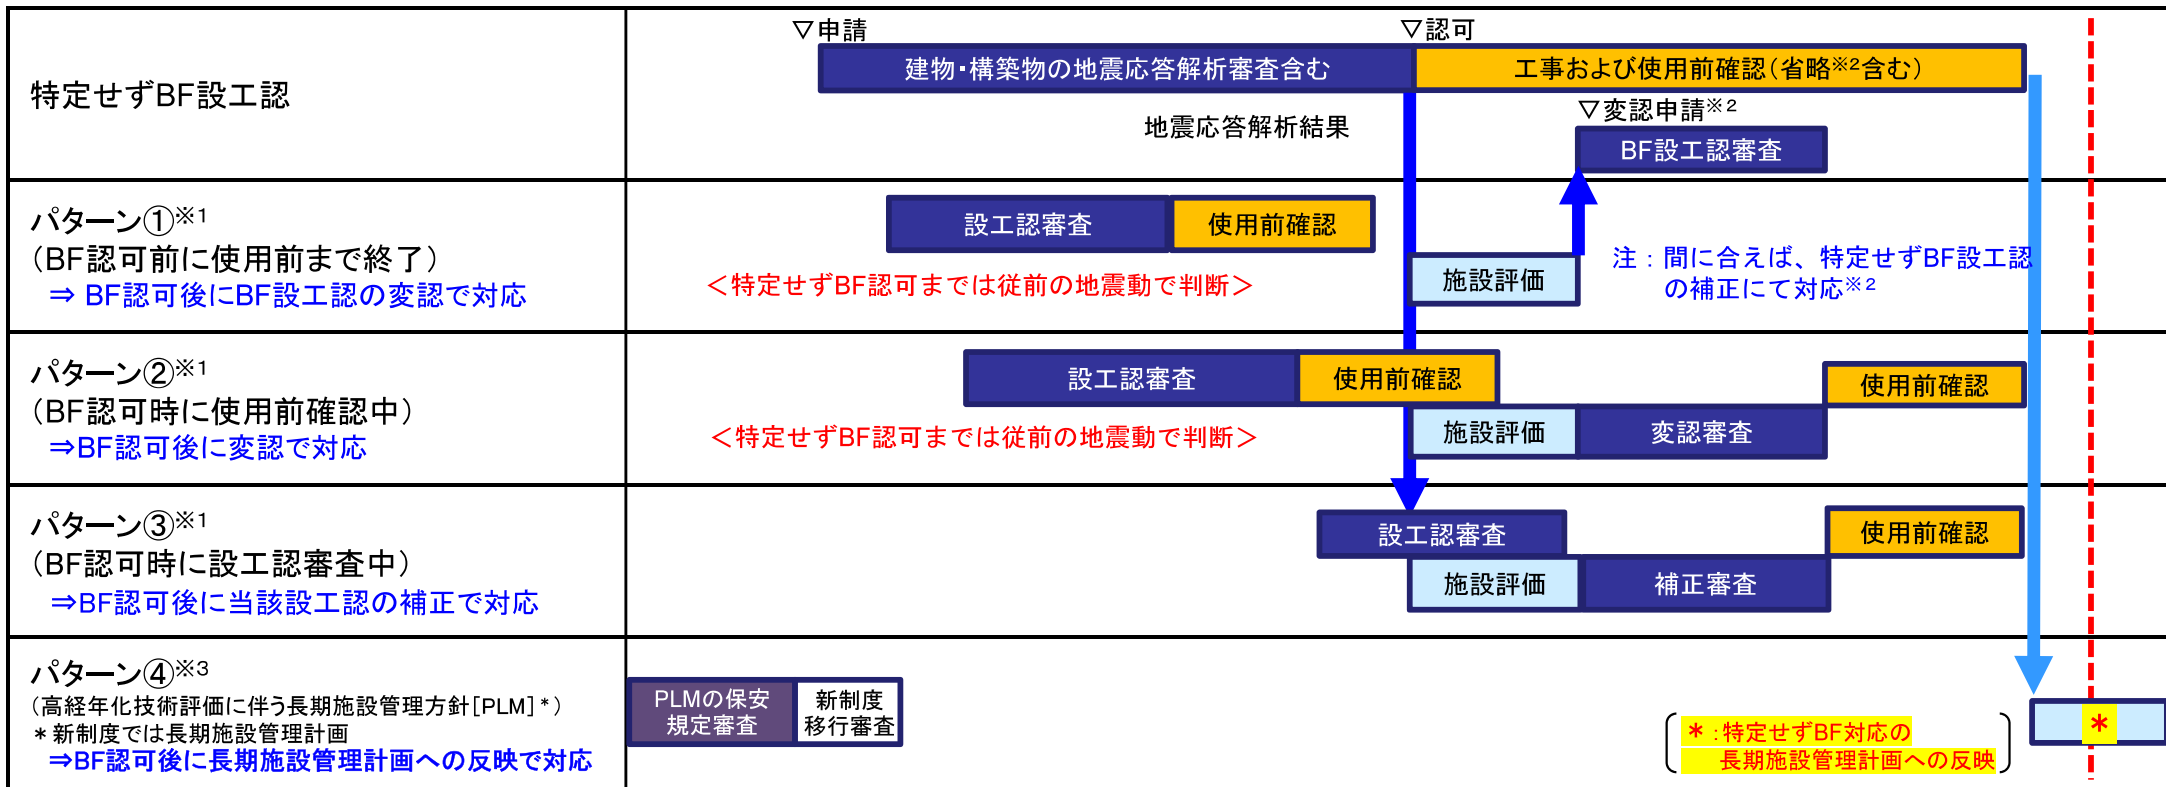 特定せずBF設工認
▽申請
▽認可
建物・構築物の地震応答解析審査含む
工事および使用前確認（省略※2含む）
地震応答解析結果
▽変認申請※2
BF設工認審査
パターン①※1
（BF認可前に使用前まで終了）
⇒ BF認可後にBF設工認の変認で対応
設工認審査
使用前確認
＜特定せずBF認可までは従前の地震動で判断＞
施設評価
注：間に合えば、特定せずBF設工認
の補正にて対応※2
パターン②※1
（BF認可時に使用前確認中）
⇒BF認可後に変認で対応
設工認審査
使用前確認
＜特定せずBF認可までは従前の地震動で判断＞
施設評価
変認審査
使用前確認
パターン③※1
（BF認可時に設工認審査中）
⇒BF認可後に当該設工認の補正で対応
設工認審査
施設評価
補正審査
使用前確認
パターン④※3
（高経年化技術評価に伴う長期施設管理方針[PLM]*）
*新制度では長期施設管理計画
⇒BF認可後に長期施設管理計画への反映で対応
PLMの保安
規定審査
新制度
移行審査
*：特定せずBF対応の
長期施設管理計画への反映
*